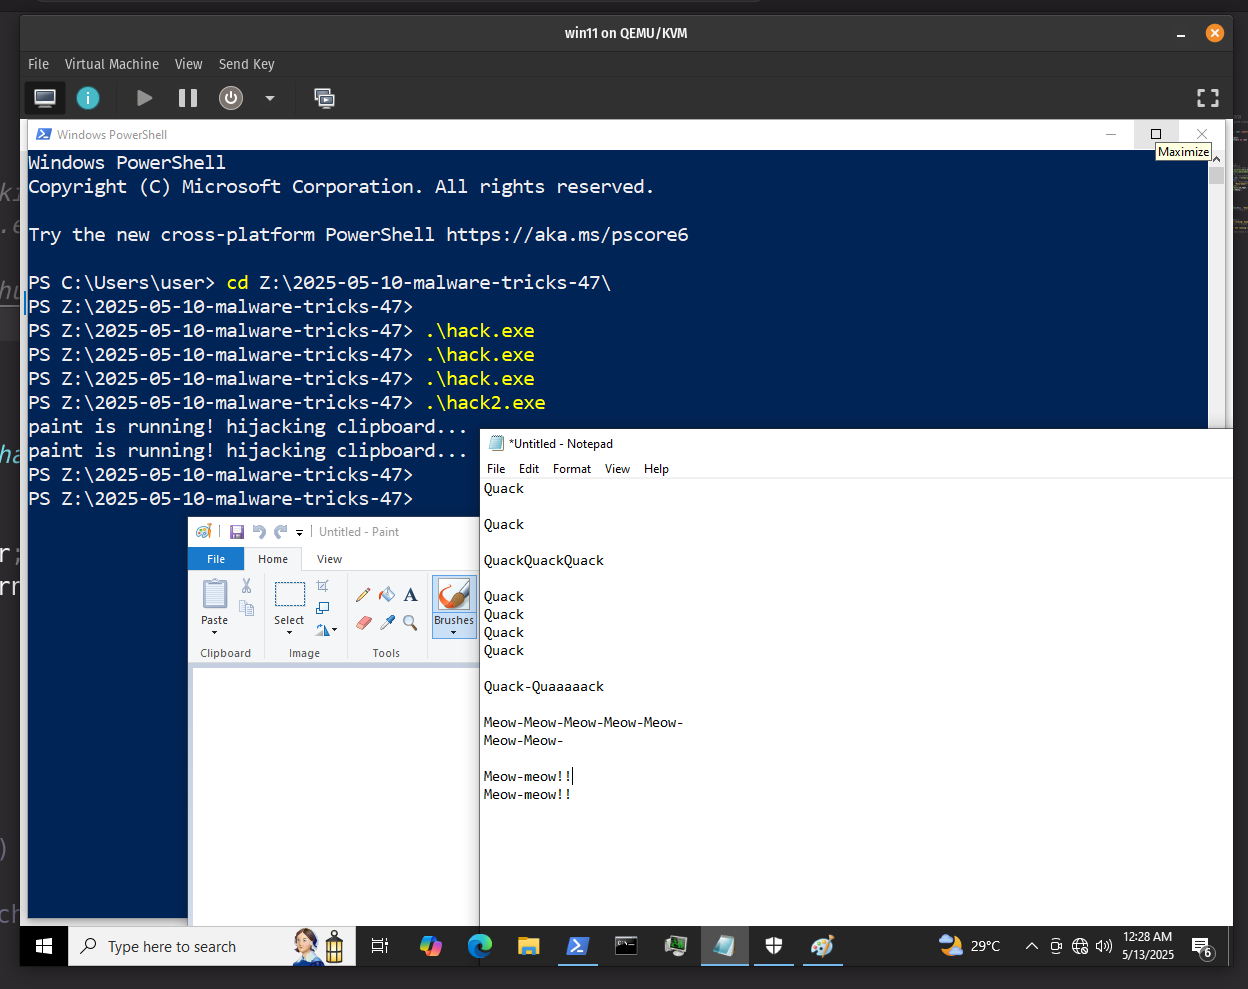 win11 on QEMU/KVM
File Virtual Machine View Send Key
Windows PowerShell
Maximize
Windows PowerShell
Copyright (C) Microsoft Corporation. All rights reserved.
Try the new cross-platform PowerShell https://aka.ms/pscore6
PS C:\Users\user> cd Z:\2025-05-10-malware-tricks-47\
PS Z:\2025-05-10-malware-tricks-47>
PS Z:\2025-05-10-malware-tricks-47> .\hack.exe
PS Z:\2025-05-10-malware-tricks-47> .\hack.exe
PS Z:\2025-05-10-malware-tricks-47> .\hack.exe
PS Z:\2025-05-10-malware-tricks-47> .\hack2.exe
paint is running! hijacking clipboard...
paint is running! hijacking clipboard...
PS Z:\2025-05-10-malware-tricks-47>
PS Z:\2025-05-10-malware-tricks-47>
*Untitled - Notepad
File Edit Format View Help
Quack
Quack
QuackQuackQuack
Quack
Quack
Quack
Quack
Quack-Quaaaaack
Meow-Meow-Meow-Meow-Meow-
Meow-Meow-
Meow-meow!!
Meow-meow!!
Untitled - Paint
File Home View
Paste
Select
Brushes
Clipboard
Image
Tools
Type here to search
29°C
12:28 AM
5/13/2025
6